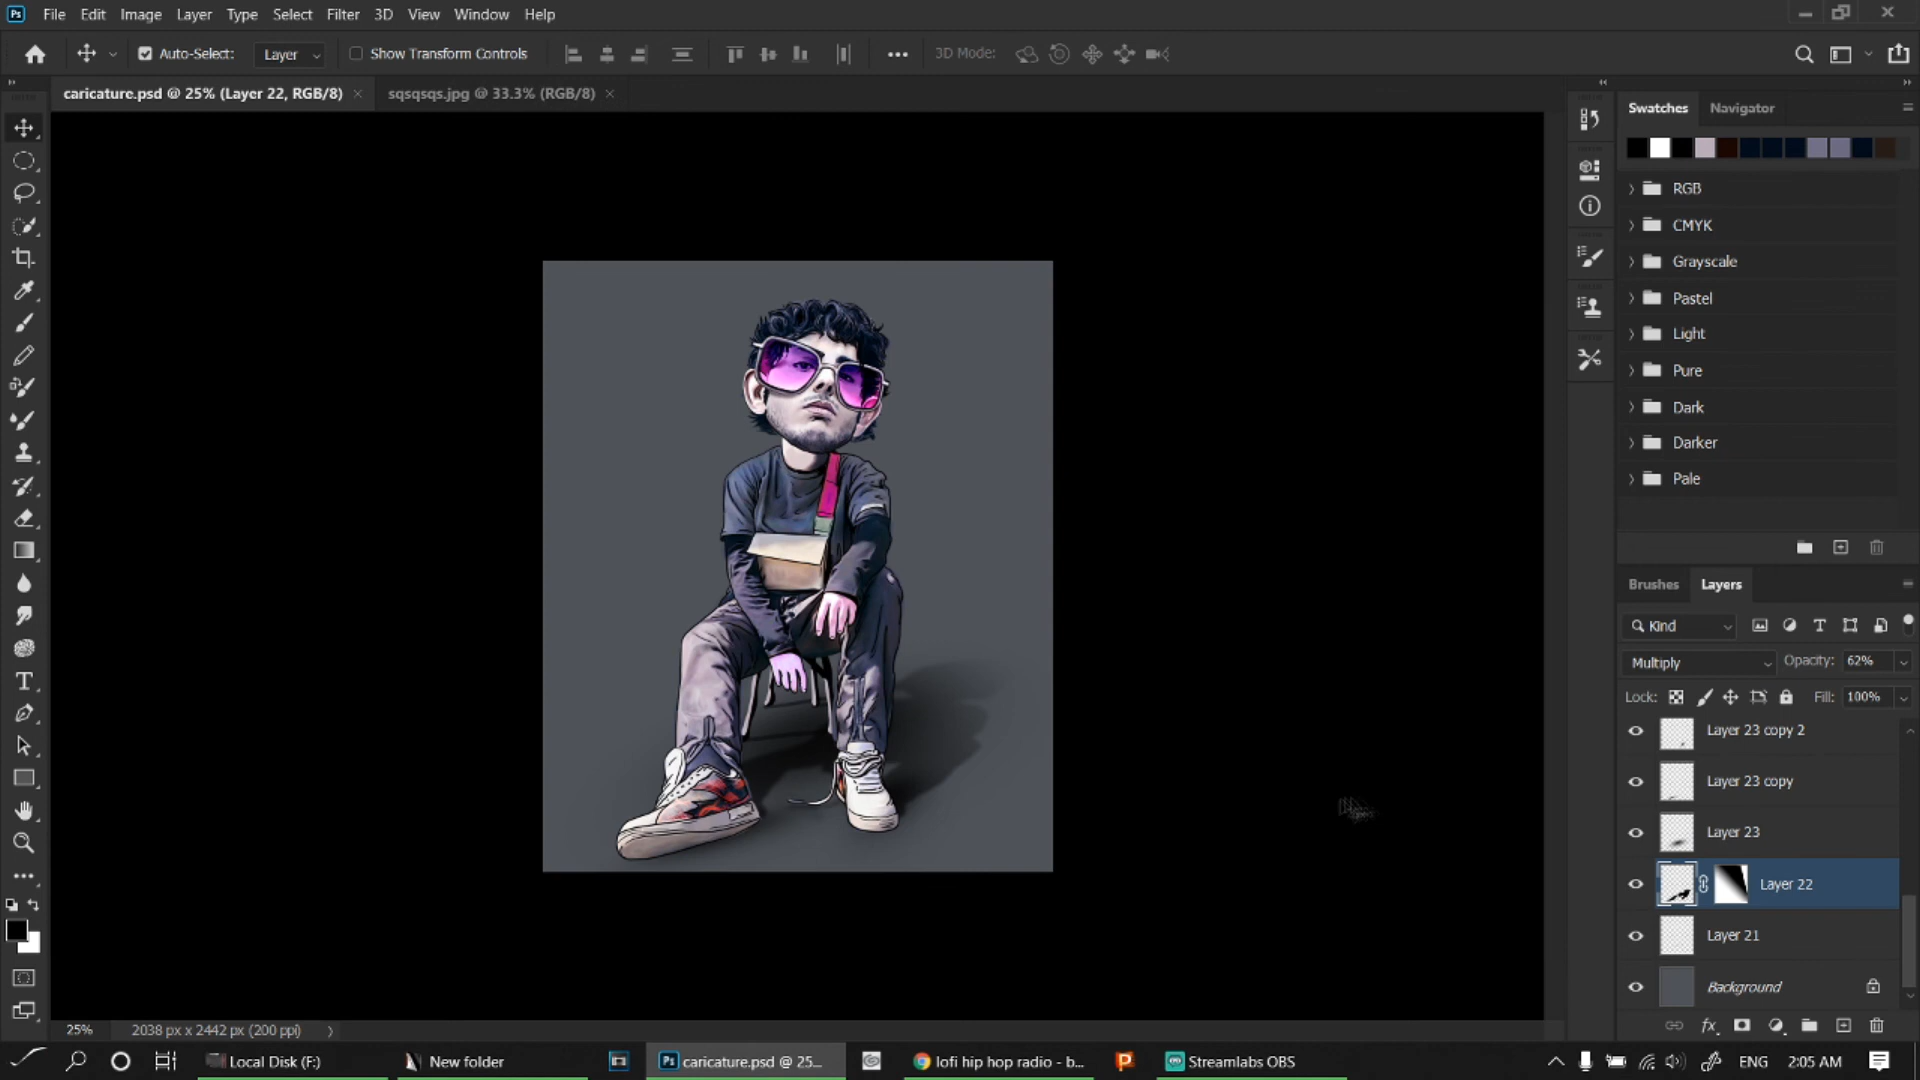 Ps File Edit Image Layer Type Select Filter 3D View Window Help
Auto-Select: Layer Show Transform Controls 3D Mode:
caricature.psd @ 25% (Layer 22, RGB/8) sqsqsqs.jpg @ 33.3% (RGB/8)
Swatches Navigator
RGB
CMYK
Grayscale
Pastel
Light
Pure
Dark
Darker
Pale
Brushes Layers
Kind
Multiply Opacity: 62%
Lock: Fill: 100%
Layer 23 copy 2
Layer 23 copy
Layer 23
Layer 22
Layer 21
Background
25% 2038 px x 2442 px (200 ppi)
Local Disk (F:) New folder Ps caricature.psd @ 25... lofi hip hop radio - b... Streamlabs OBS ENG 2:05 AM